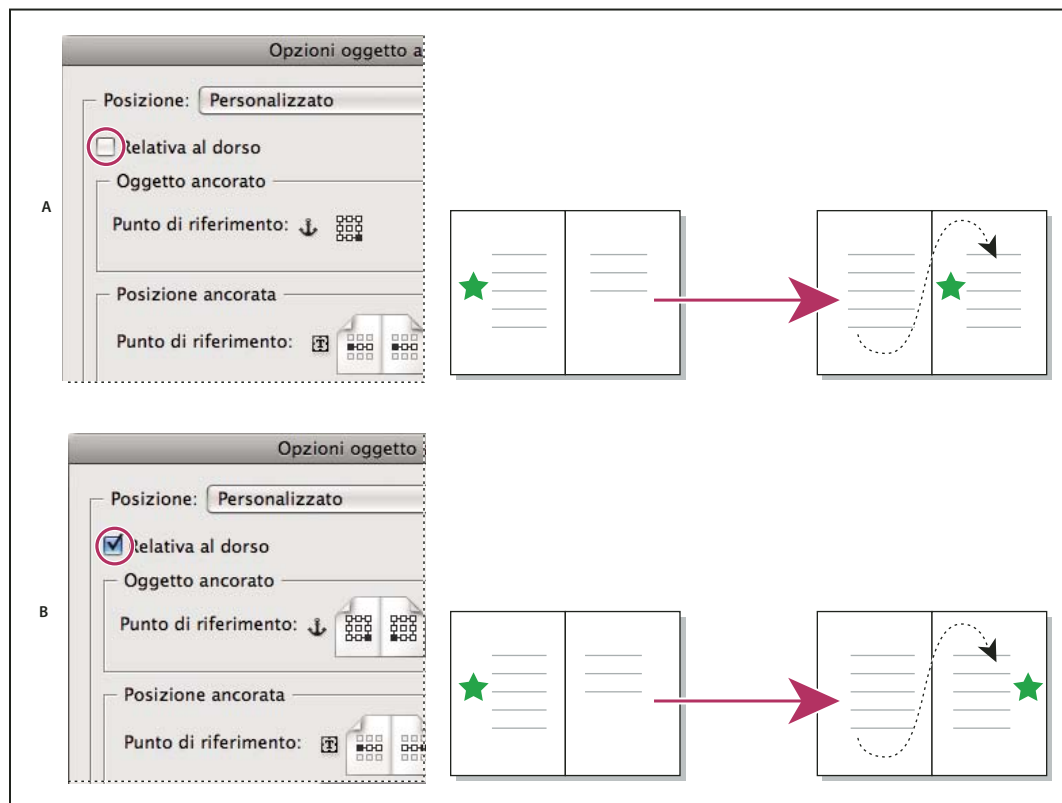 Opzioni oggetto a
Posizione: Personalizzato
Relativa al dorso
Oggetto ancorato
A
Punto di riferimento:
Posizione ancorata
Punto di riferimento: T
Opzioni oggetto
Posizione: Personalizzato
Relativa al dorso
Oggetto ancorato
B
Punto di riferimento:
Posizione ancorata
Punto di riferimento: T